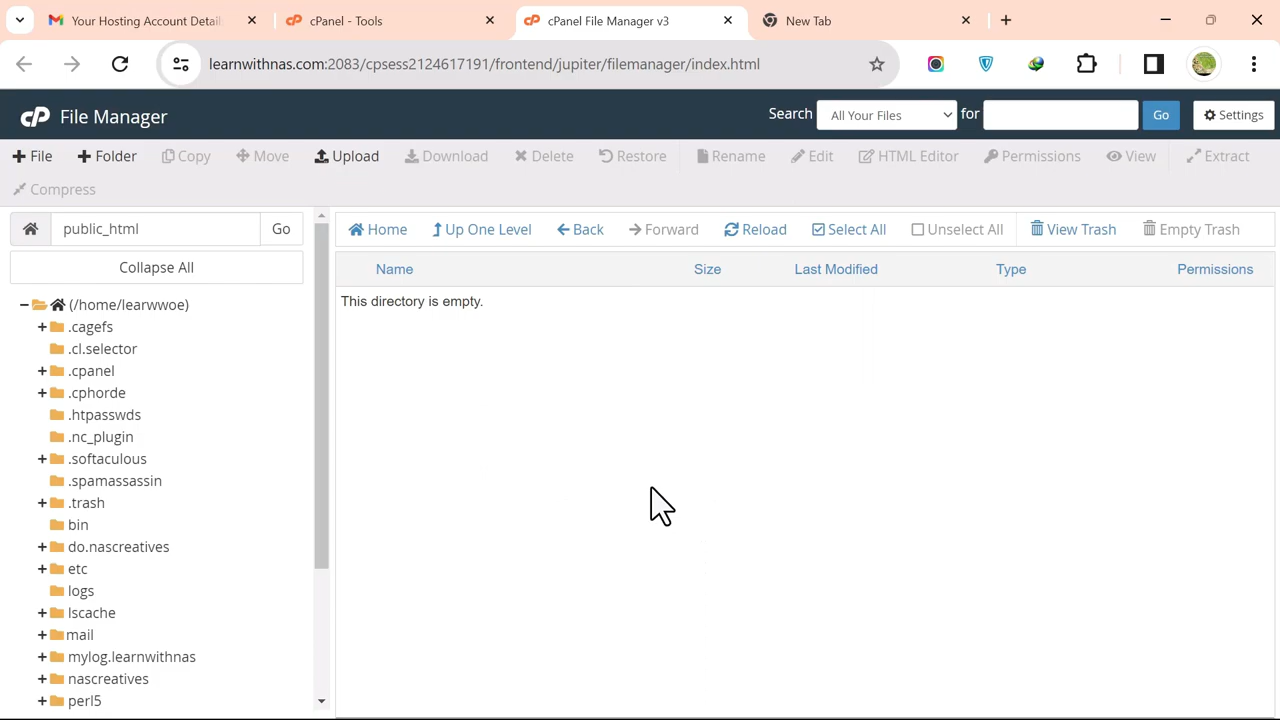 Your Hosting Account Detail
cPanel - Tools
cPanel File Manager v3
New Tab
learnwithnas.com:2083/cpsess2124617191/frontend/jupiter/filemanager/index.html
cP File Manager
Search All Your Files for Go Settings
File Folder Copy Move Upload Download Delete Restore Rename Edit HTML Editor Permissions View Extract
Compress
public_html Go
Home Up One Level Back Forward Reload Select All Unselect All View Trash Empty Trash
Collapse All
Name Size Last Modified Type Permissions
This directory is empty.
(/home/learwwoe)
.cagefs
.cl.selector
.cpanel
.cphorde
.htpasswds
.nc_plugin
.softaculous
.spamassassin
.trash
bin
do.nascreatives
etc
logs
lscache
mail
mylog.learnwithnas
nascreatives
perl5